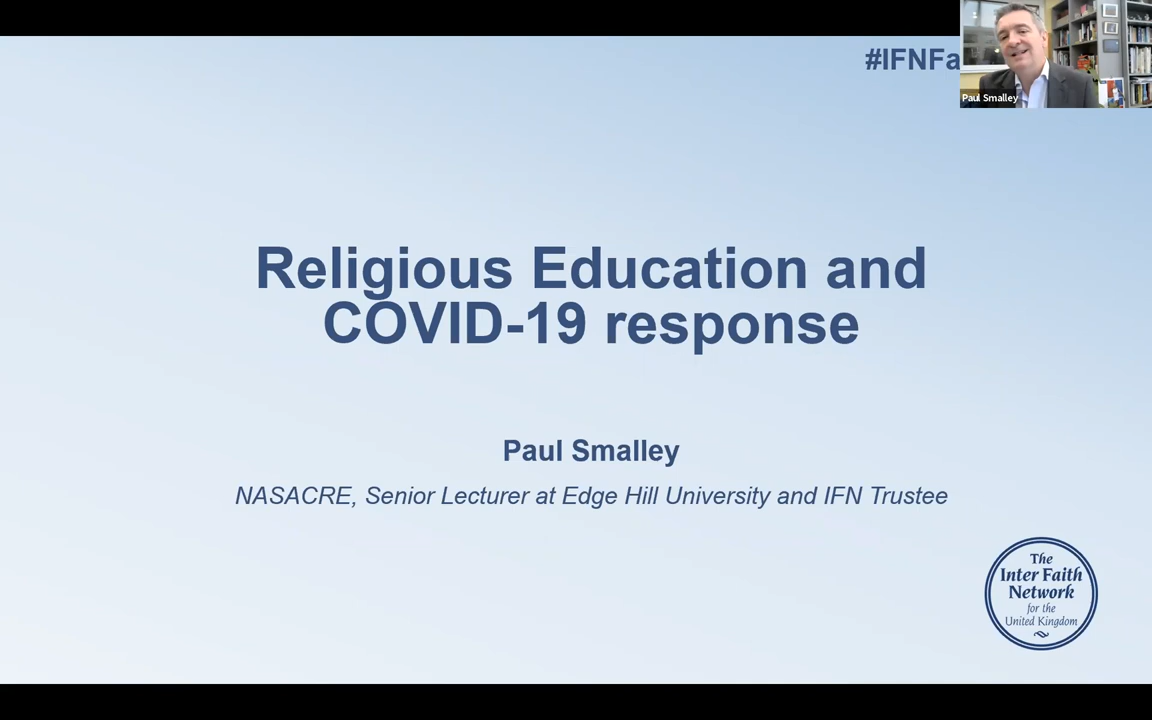 #IFNFa
Paul Smalley
Religious Education and
COVID-19 response
Paul Smalley
NASACRE, Senior Lecturer at Edge Hill University and IFN Trustee
The
Inter Faith
Network
for the
United Kingdom